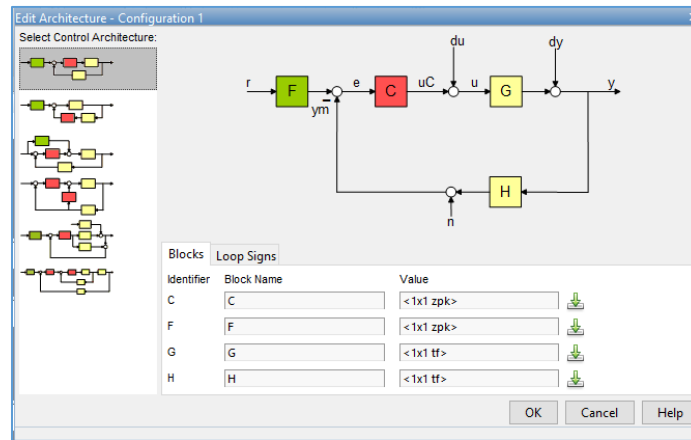 Edit Architecture - Configuration 1
Select Control Architecture:
du dy
r F e C uC u G y
ym
H
n
Blocks Loop Signs
Identifier Block Name Value
C C <1x1 zpk>
F F <1x1 zpk>
G G <1x1 tf>
H H <1x1 tf>
OK Cancel Help